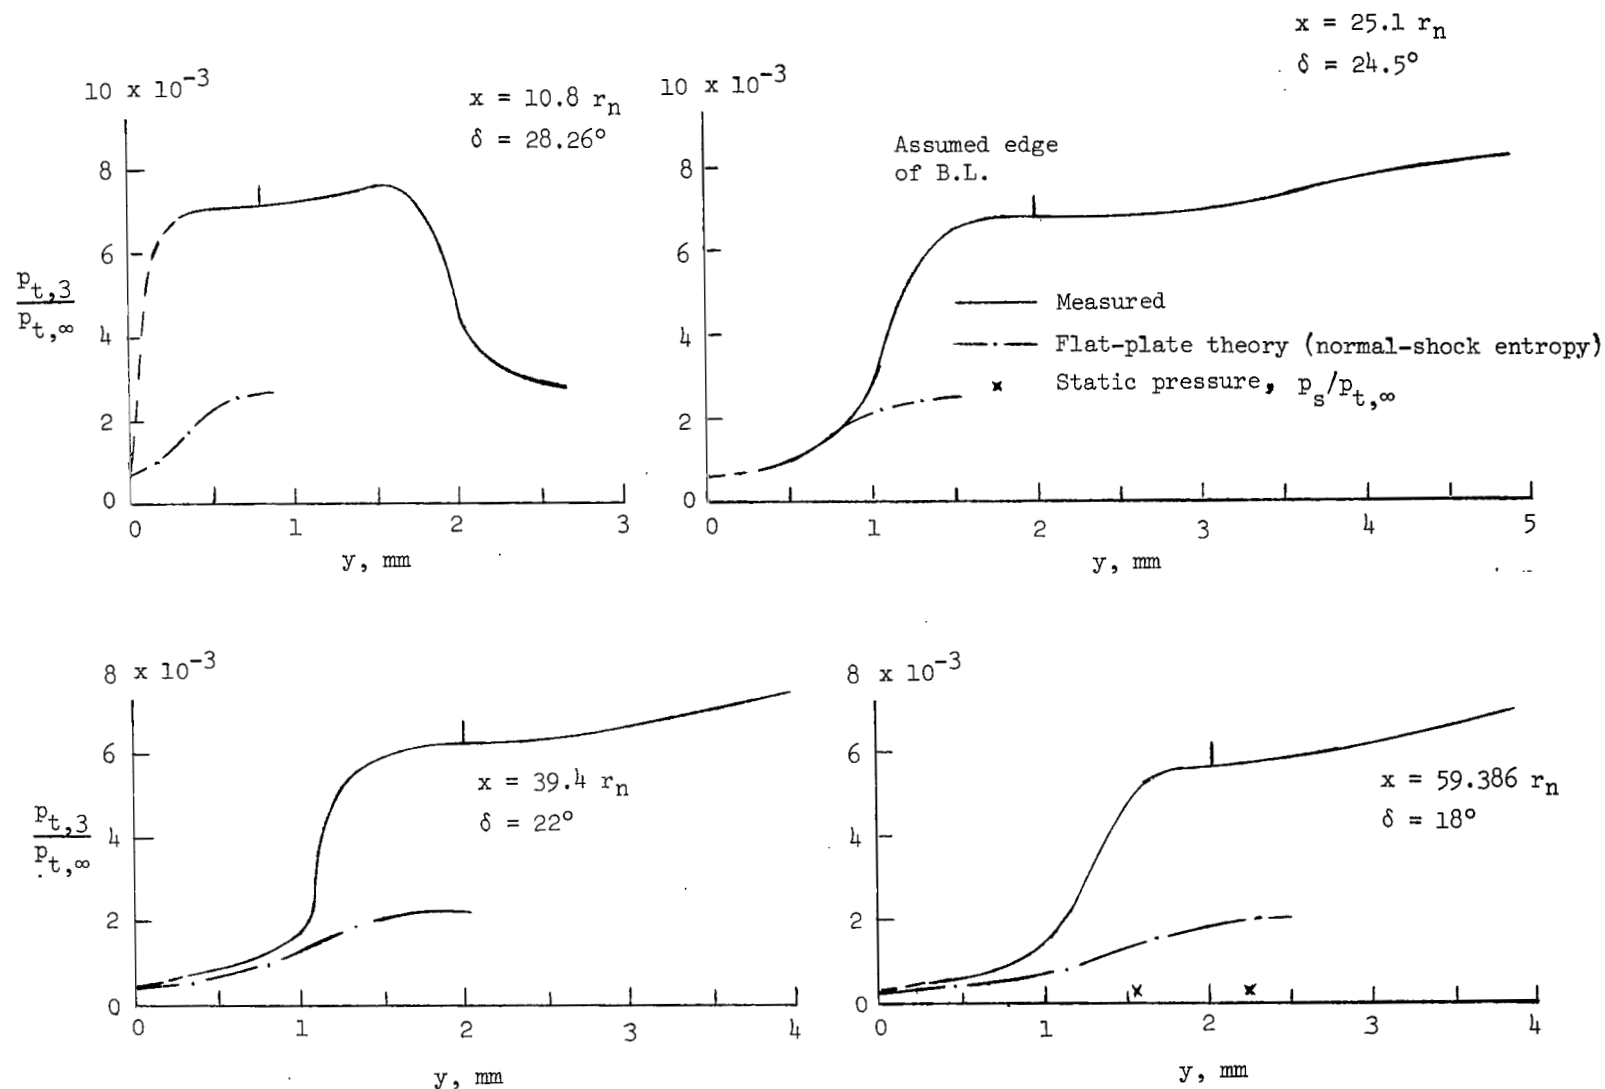 10 x 10⁻³
x = 10.8 rₙ
δ = 28.26°
8
6
4
2
0
p_t,3
p_t,∞
0 1 2 3
y, mm
x = 25.1 rₙ
δ = 24.5°
10 x 10⁻³
Assumed edge
of B.L.
8
6
4
2
0
Measured
Flat-plate theory (normal-shock entropy)
x Static pressure, p_s/p_t,∞
0 1 2 3 4 5
y, mm
8 x 10⁻³
6
4
2
0
p_t,3
p_t,∞
x = 39.4 rₙ
δ = 22°
0 1 2 3 4
y, mm
8 x 10⁻³
6
4
2
0
x = 59.386 rₙ
δ = 18°
0 1 2 3 4
y, mm